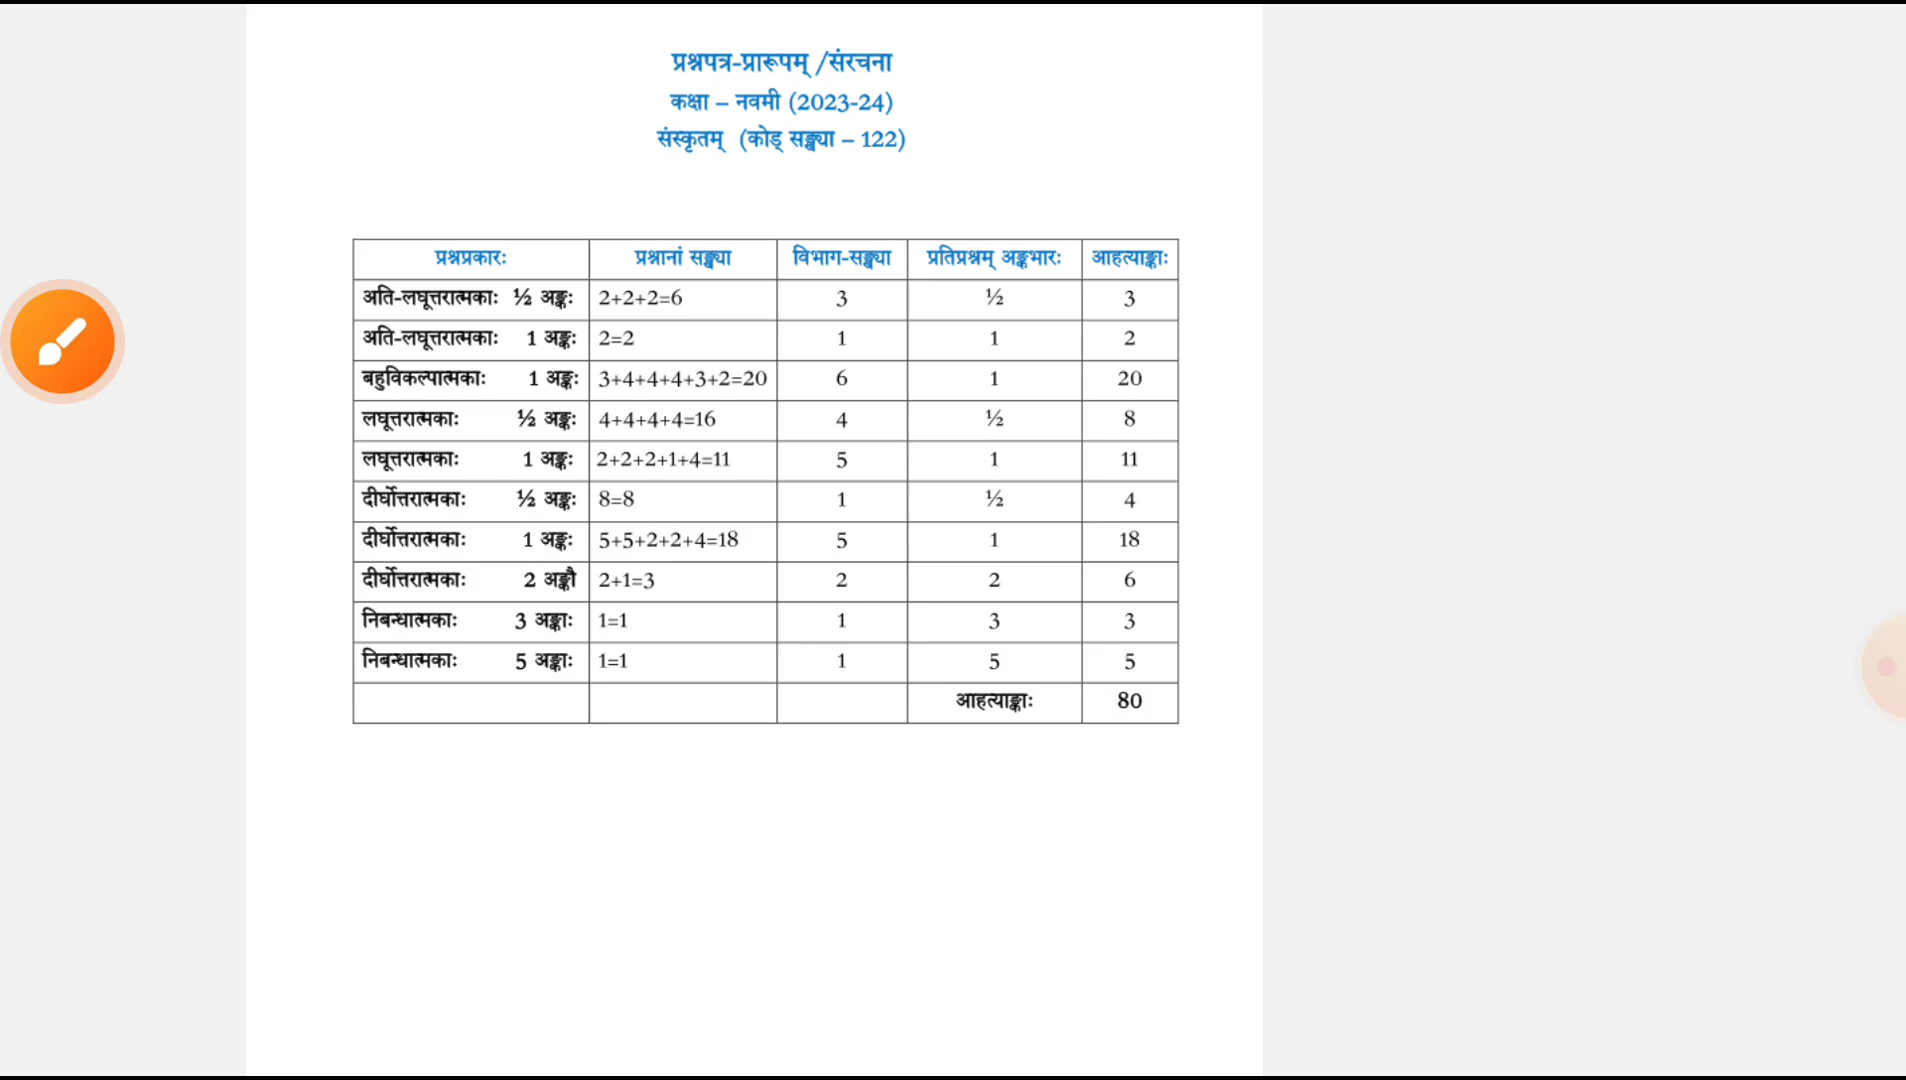 प्रश्नपत्र-प्रारूपम् /संरचना
कक्षा – नवमी (2023-24)
संस्कृतम् (कोड् सङ्ख्या – 122)
प्रश्नप्रकारः प्रश्नानां सङ्ख्या विभाग-सङ्ख्या प्रतिप्रश्नम् अङ्कभारः आहत्याङ्काः
अति-लघूत्तरात्मकाः ½ अङ्कः 2+2+2=6 3 ½ 3
अति-लघूत्तरात्मकाः 1 अङ्कः 2=2 1 1 2
बहुविकल्पात्मकाः 1 अङ्कः 3+4+4+4+3+2=20 6 1 20
लघूत्तरात्मकाः ½ अङ्कः 4+4+4+4=16 4 ½ 8
लघूत्तरात्मकाः 1 अङ्कः 2+2+2+1+4=11 5 1 11
दीर्घोत्तरात्मकाः ½ अङ्कः 8=8 1 ½ 4
दीर्घोत्तरात्मकाः 1 अङ्कः 5+5+2+2+4=18 5 1 18
दीर्घोत्तरात्मकाः 2 अङ्कौ 2+1=3 2 2 6
निबन्धात्मकाः 3 अङ्काः 1=1 1 3 3
निबन्धात्मकाः 5 अङ्काः 1=1 1 5 5
आहत्याङ्काः 80